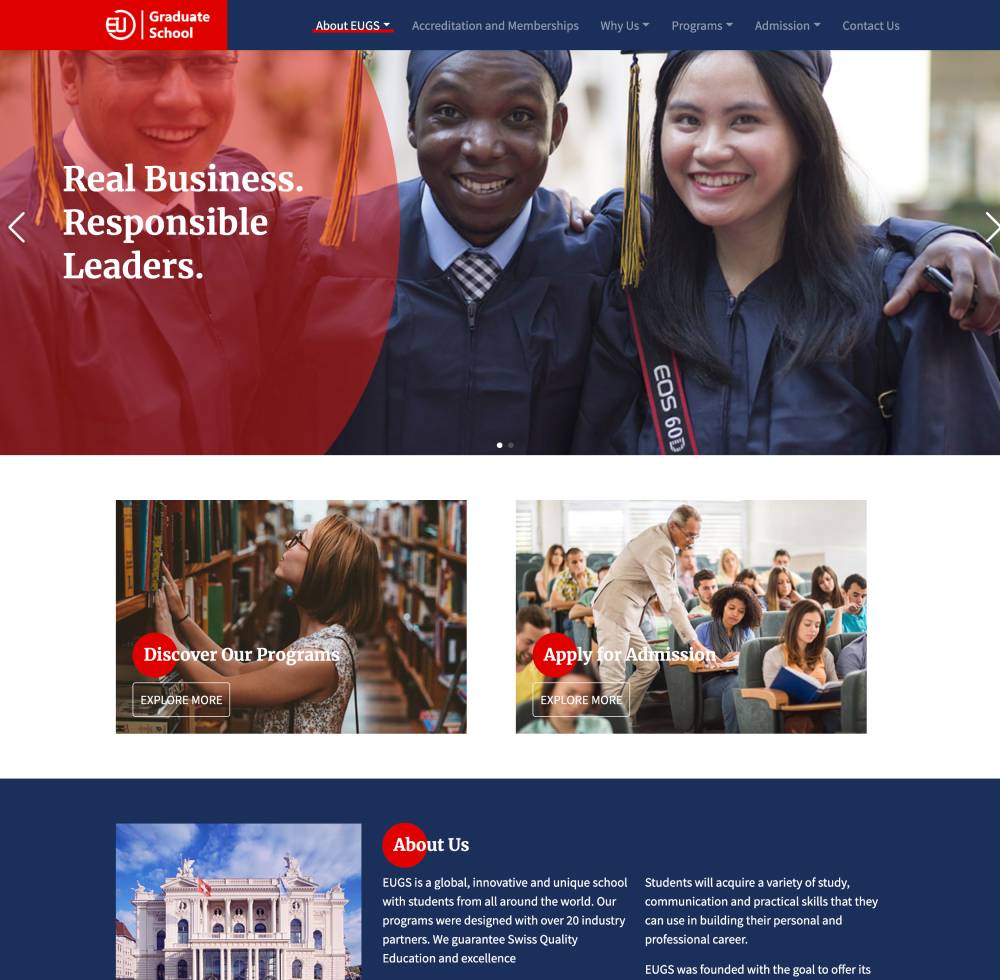 EU Graduate
School
About EUGS
Accreditation and Memberships
Why Us
Programs
Admission
Contact Us
Real Business.
Responsible
Leaders.
EOS 60D
Discover Our Programs
EXPLORE MORE
Apply for Admission
EXPLORE MORE
About Us
EUGS is a global, innovative and unique school
with students from all around the world. Our
programs were designed with over 20 industry
partners. We guarantee Swiss Quality
Education and excellence
Students will acquire a variety of study,
communication and practical skills that they
can use in building their personal and
professional career.
EUGS was founded with the goal to offer its